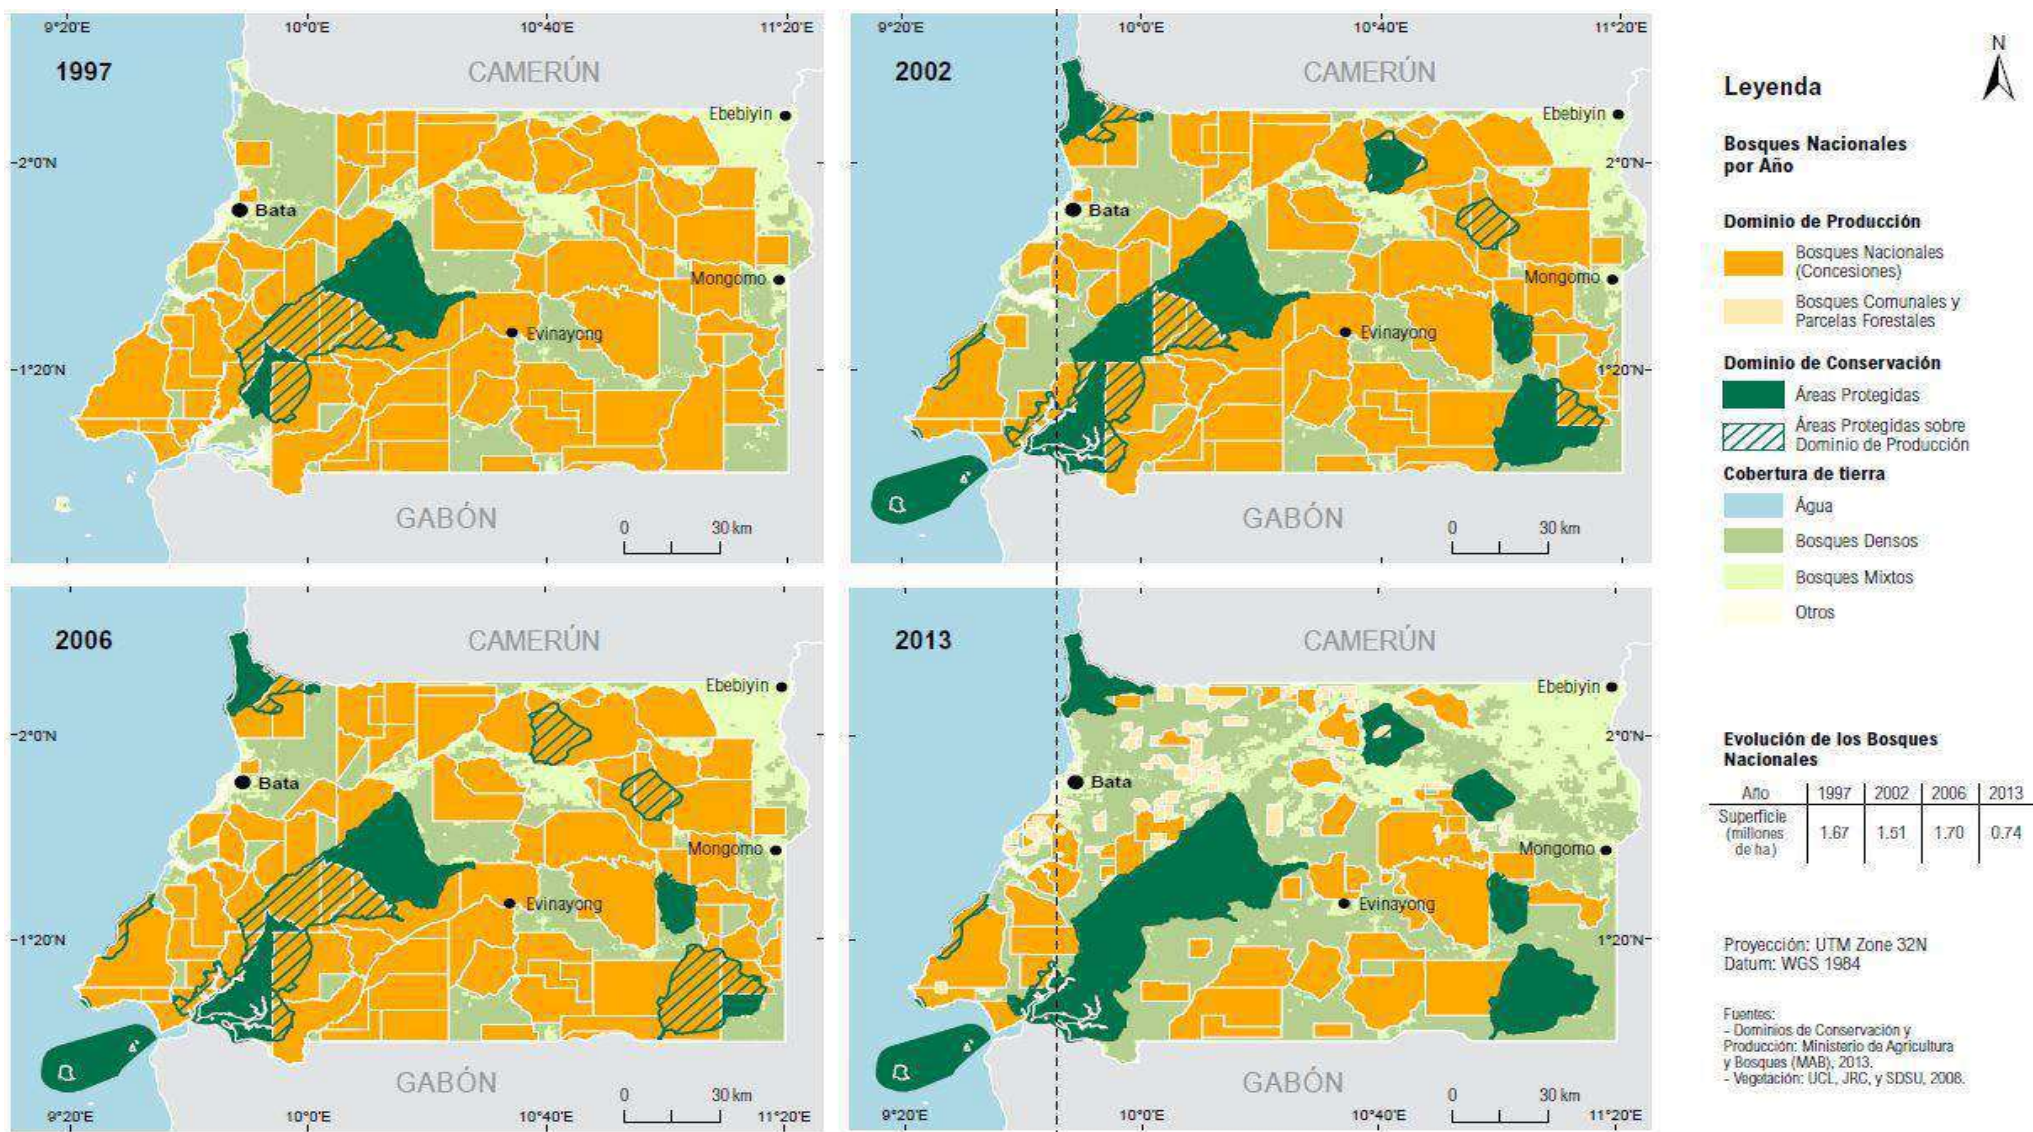 9°20'E 10°0'E 10°40'E 11°20'E
1997
CAMERÚN
Ebebiyin
2°0'N
Bata
Mongomo
Evinayong
1°20'N
GABÓN
0 30 km
9°20'E 10°0'E 10°40'E 11°20'E
2002
CAMERÚN
Ebebiyin
2°0'N
Bata
Mongomo
Evinayong
1°20'N
GABÓN
0 30 km
2006
CAMERÚN
Ebebiyin
2°0'N
Bata
Mongomo
Evinayong
1°20'N
GABÓN
0 30 km
9°20'E 10°0'E 10°40'E 11°20'E
2013
CAMERÚN
Ebebiyin
2°0'N
Bata
Mongomo
Evinayong
1°20'N
GABÓN
0 30 km
9°20'E 10°0'E 10°40'E 11°20'E
N
Leyenda
Bosques Nacionales
por Año
Dominio de Producción
Bosques Nacionales
(Concesiones)
Bosques Comunales y
Parcelas Forestales
Dominio de Conservación
Áreas Protegidas
Áreas Protegidas sobre
Dominio de Producción
Cobertura de tierra
Água
Bosques Densos
Bosques Mixtos
Otros
Evolución de los Bosques
Nacionales
Año 1997 2002 2006 2013
Superficie
(millones
de ha)
1.67 1.51 1.70 0.74
Proyección: UTM Zone 32N
Datum: WGS 1984
Fuentes:
- Dominios de Conservación y
Producción: Ministerio de Agricultura
y Bosques (MAB), 2013.
- Vegetación: UCL, JRC, y SDSU, 2008.